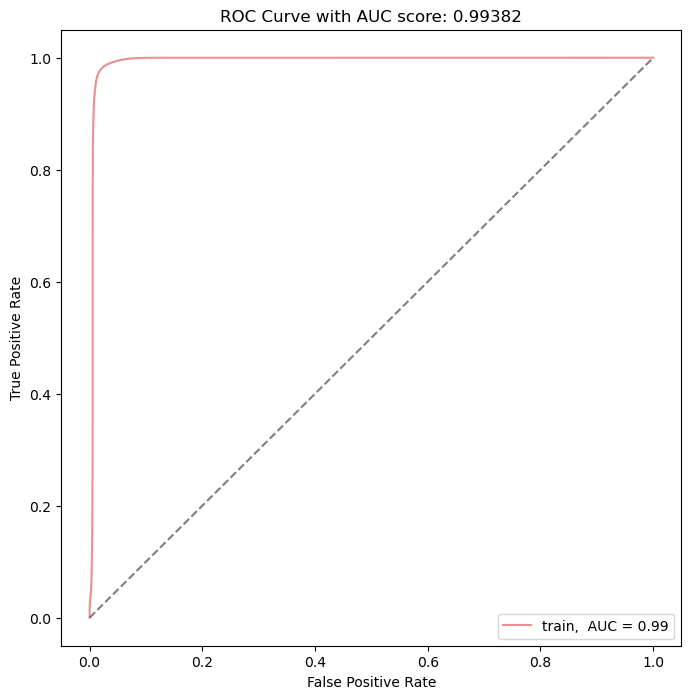 ROC Curve with AUC score: 0.99382
True Positive Rate
1.0
0.8
0.6
0.4
0.2
0.0
train,  AUC = 0.99
0.0 0.2 0.4 0.6 0.8 1.0
False Positive Rate